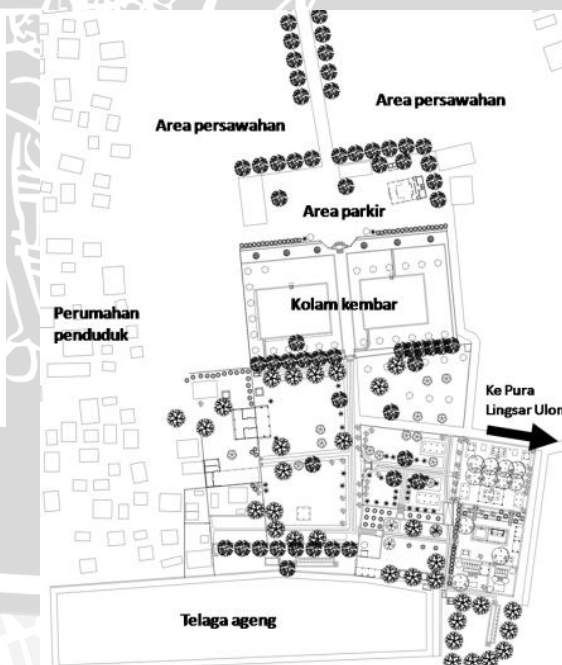 Area persawahan
Area persawahan
Area parkir
Kolam kembar
Perumahan
penduduk
Ke Pura
Lingsar Ulon
Telaga ageng